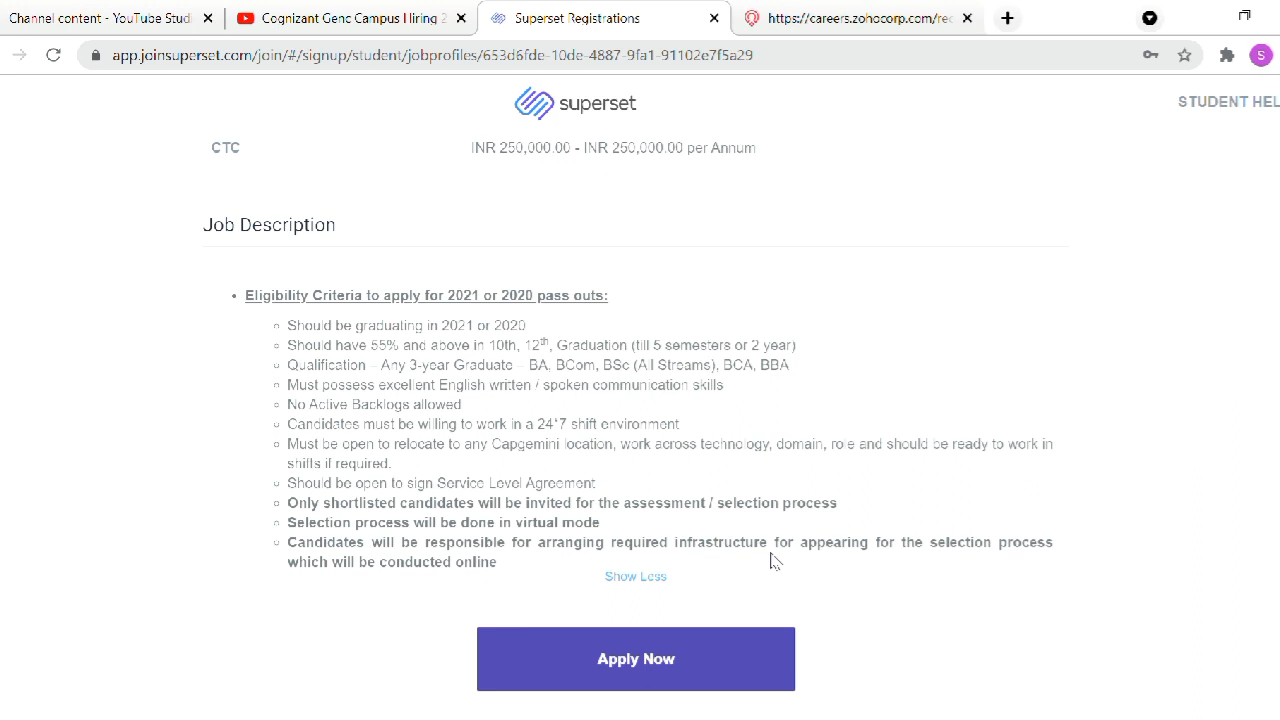 Channel content - YouTube Studi
Cognizant Genc Campus Hiring 2
Superset Registrations
https://careers.zohocorp.com/rec
app.joinsuperset.com/join/#/signup/student/jobprofiles/653d6fde-10de-4887-9fa1-91102e7f5a29
S
superset
STUDENT HEL
CTC
INR 250,000.00 - INR 250,000.00 per Annum
Job Description
Eligibility Criteria to apply for 2021 or 2020 pass outs:
Should be graduating in 2021 or 2020
Should have 55% and above in 10th, 12th, Graduation (till 5 semesters or 2 year)
Qualification – Any 3-year Graduate – BA, BCom, BSc (All Streams), BCA, BBA
Must possess excellent English written / spoken communication skills
No Active Backlogs allowed
Candidates must be willing to work in a 24*7 shift environment
Must be open to relocate to any Capgemini location, work across technology, domain, role and should be ready to work in
shifts if required.
Should be open to sign Service Level Agreement
Only shortlisted candidates will be invited for the assessment / selection process
Selection process will be done in virtual mode
Candidates will be responsible for arranging required infrastructure for appearing for the selection process
which will be conducted online
Show Less
Apply Now